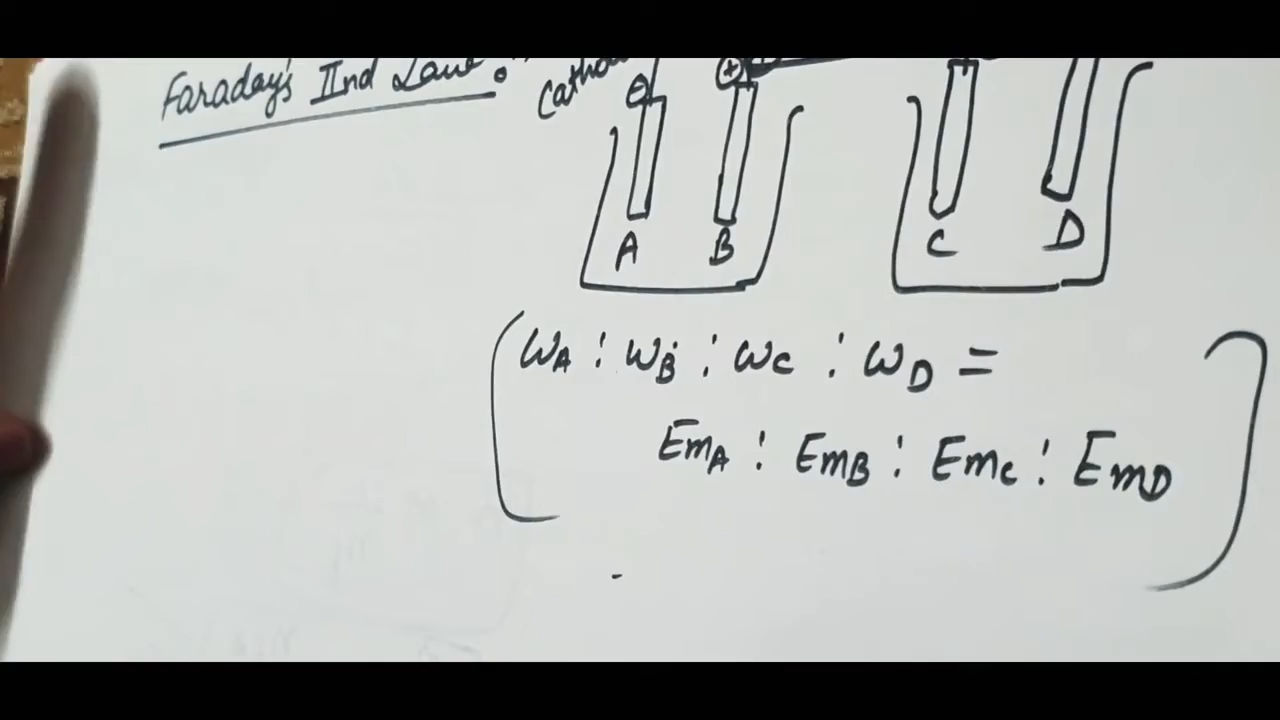 Faraday's IInd Law:
⊖ ⊕
A B C D
WA : WB : WC : WD =
EmA : EmB : EmC : EmD